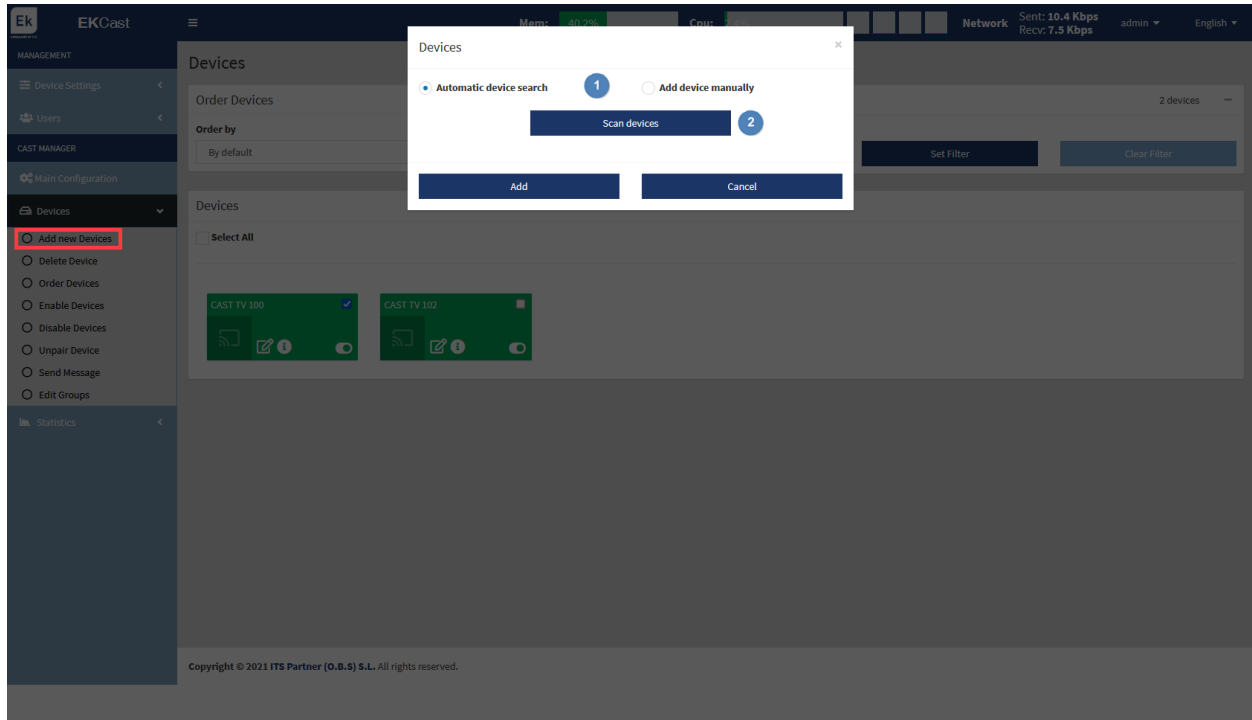 Ek
EKCast
Mem: 40.2%
Cpu:
Network
Sent: 10.4 Kbps
Recv: 7.5 Kbps
admin
English
MANAGEMENT
Device Settings
Users
CAST MANAGER
Main Configuration
Devices
Add new Devices
Delete Device
Order Devices
Enable Devices
Disable Devices
Unpair Device
Send Message
Edit Groups
Statistics
Devices
Order Devices
2 devices
Order by
By default
Set Filter
Clear Filter
Devices
Automatic device search
1
Add device manually
Scan devices
2
Add
Cancel
Devices
Select All
CAST TV 100
CAST TV 102
Copyright © 2021 ITS Partner (O.B.S) S.L. All rights reserved.